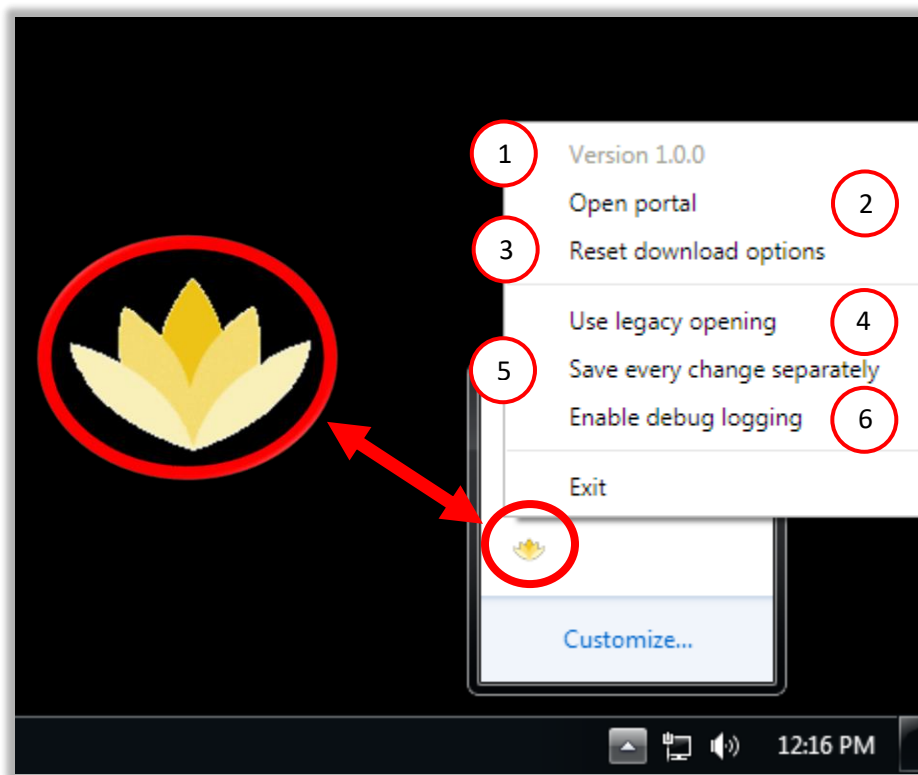 1 Version 1.0.0
Open portal 2
3 Reset download options
Use legacy opening 4
5 Save every change separately
Enable debug logging 6
Exit
Customize...
12:16 PM